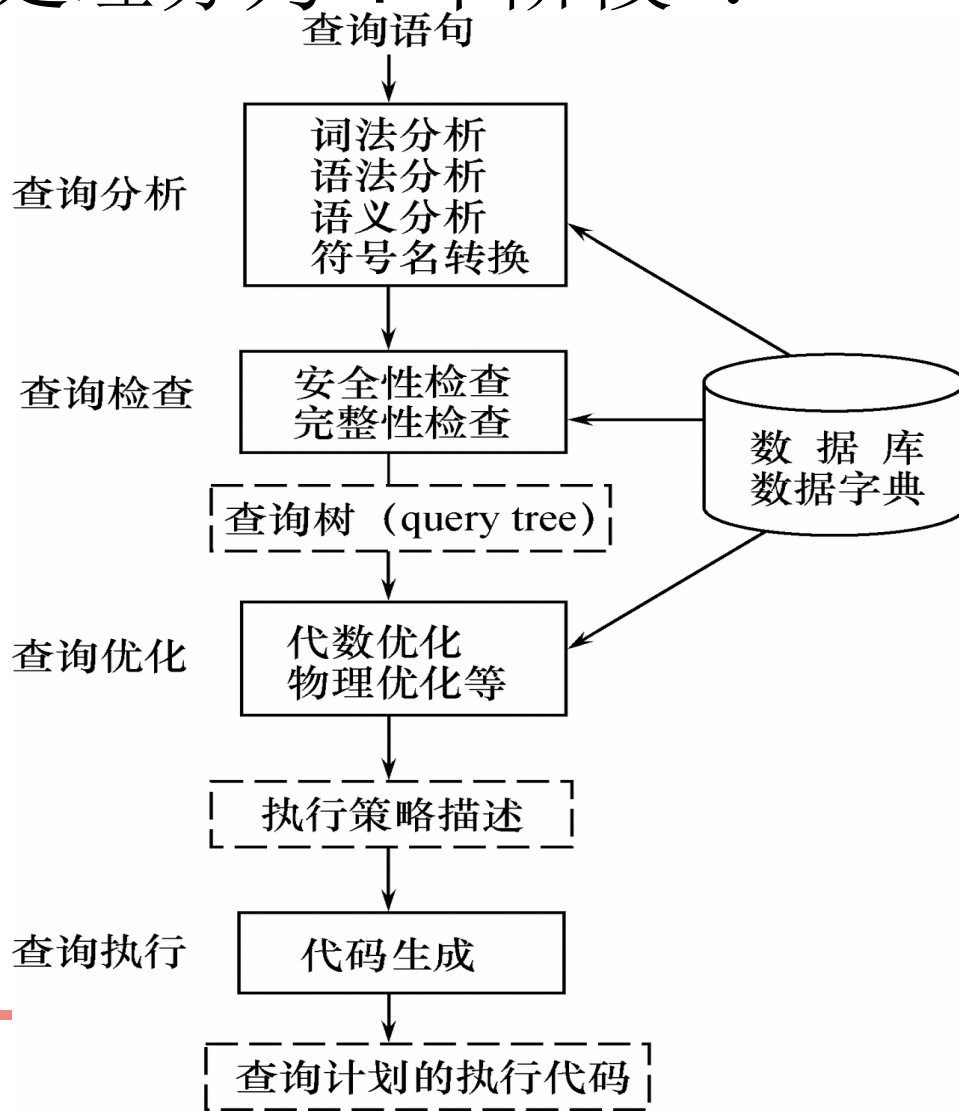 查询语句
词法分析
语法分析
查询分析
语义分析
符号名转换
查询检查
安全性检查
完整性检查
数 据 库
数据字典
查询树（query tree）
查询优化
代数优化
物理优化等
执行策略描述
查询执行
代码生成
查询计划的执行代码